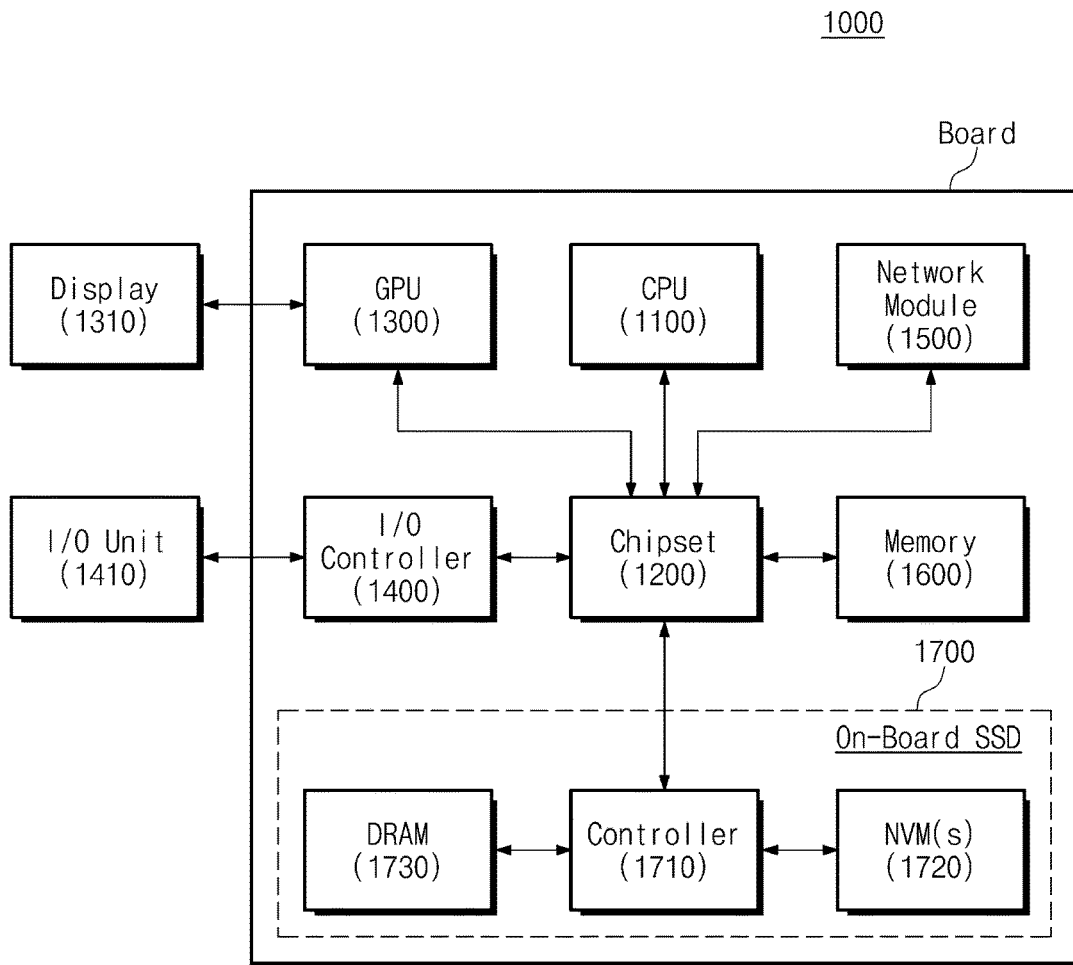 1000
Board
Display
(1310)
GPU
(1300)
CPU
(1100)
Network
Module
(1500)
I/O Unit
(1410)
I/O
Controller
(1400)
Chipset
(1200)
Memory
(1600)
1700
On-Board SSD
DRAM
(1730)
Controller
(1710)
NVM(s)
(1720)